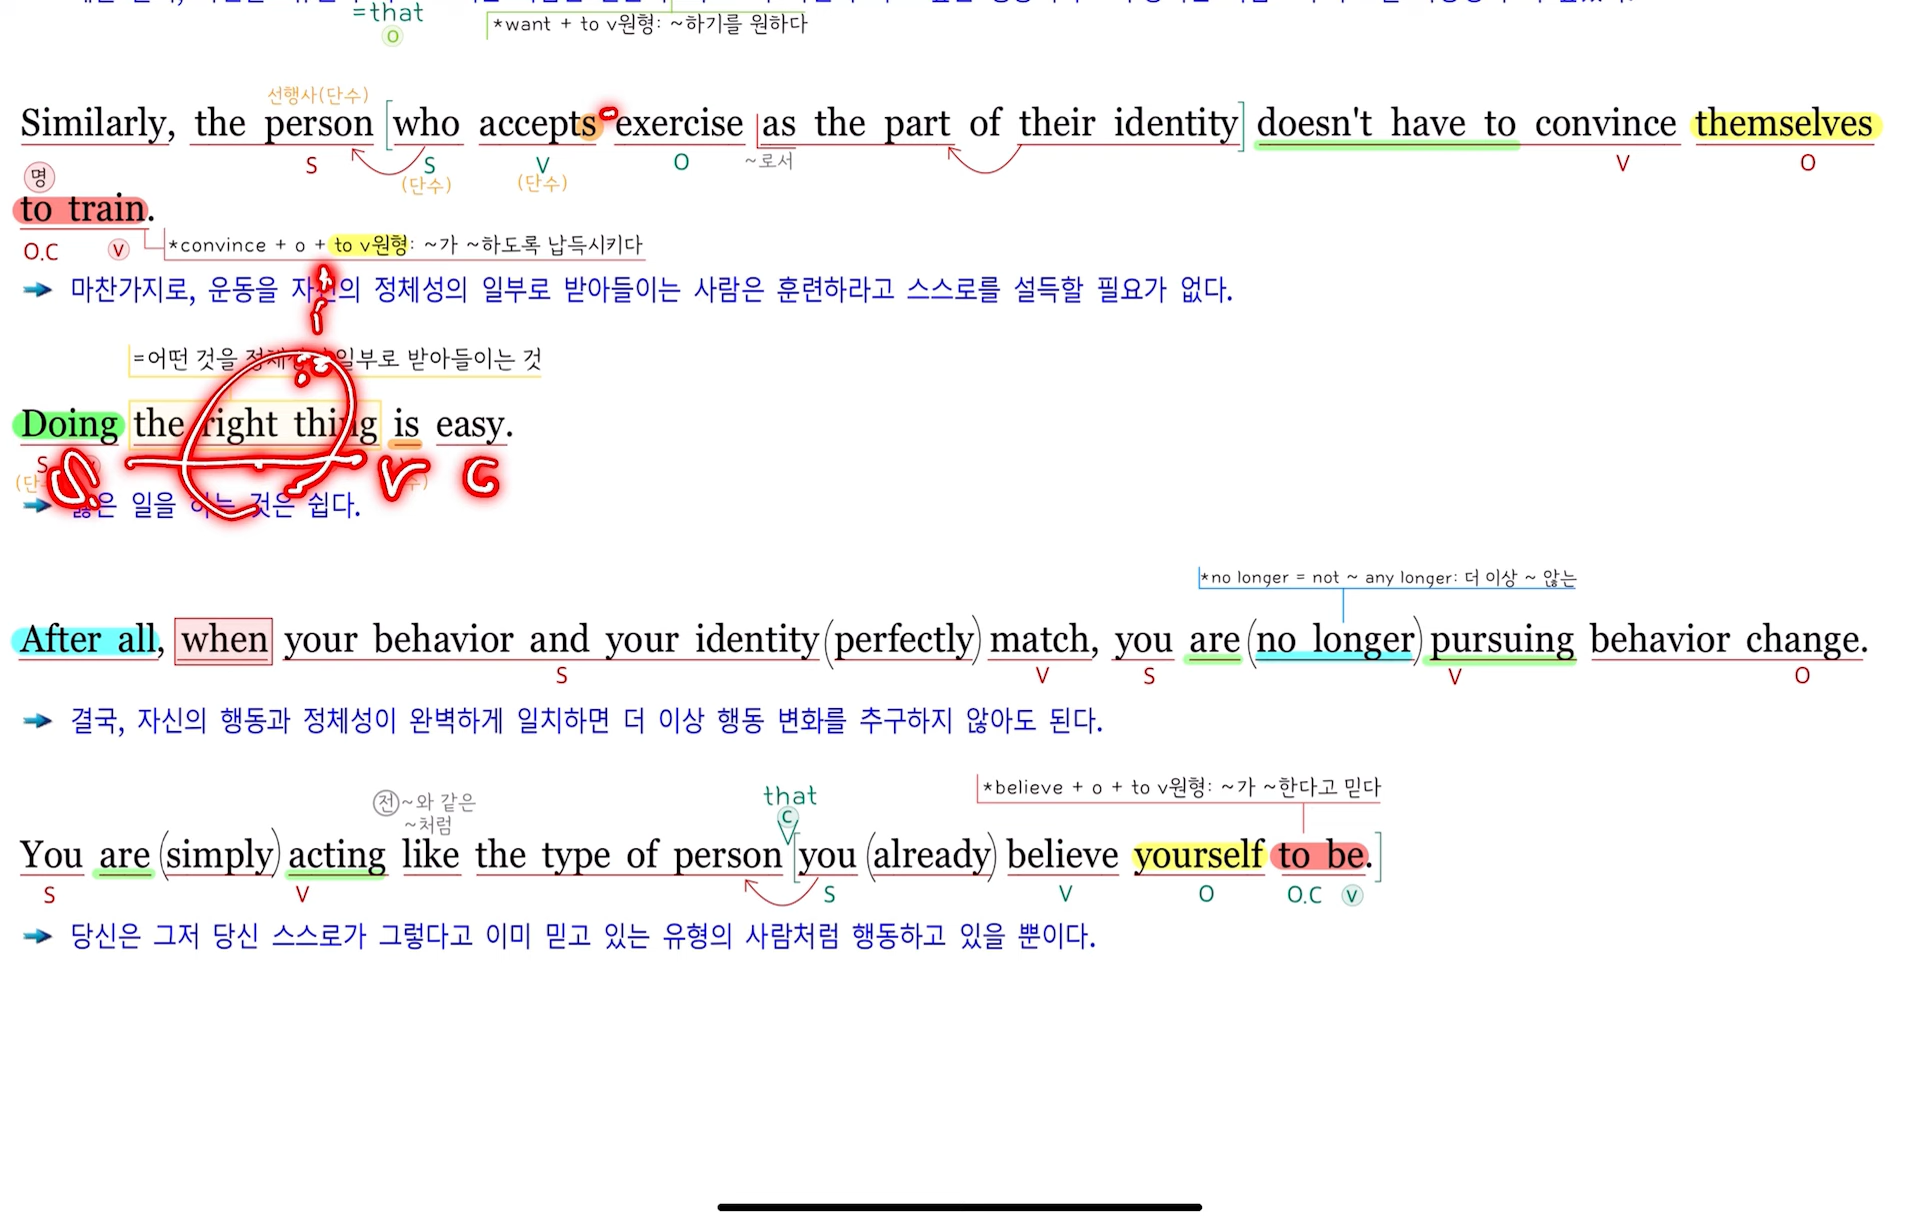 =that
O
*want + to v원형: ~하기를 원하다
선행사(단수)
Similarly, the person [who accepts exercise as the part of their identity] doesn't have to convince themselves
S S V O ~로서 V O
(단수) (단수)
명
to train.
O.C V *convince + o + to v원형: ~가 ~하도록 납득시키다
마찬가지로, 운동을 자신의 정체성의 일부로 받아들이는 사람은 훈련하라고 스스로를 설득할 필요가 없다.
=어떤 것을 일부로 받아들이는 것
Doing the right thing is easy.
S V C
옳은 일을 하는 것은 쉽다.
*no longer = not ~ any longer: 더 이상 ~ 않는
After all, when your behavior and your identity (perfectly) match, you are (no longer) pursuing behavior change.
S V S V O
결국, 자신의 행동과 정체성이 완벽하게 일치하면 더 이상 행동 변화를 추구하지 않아도 된다.
전 ~와 같은
~처럼
that
C
*believe + o + to v원형: ~가 ~한다고 믿다
You are (simply) acting like the type of person [you (already) believe yourself to be.]
S V S V O O.C V
당신은 그저 당신 스스로가 그렇다고 이미 믿고 있는 유형의 사람처럼 행동하고 있을 뿐이다.